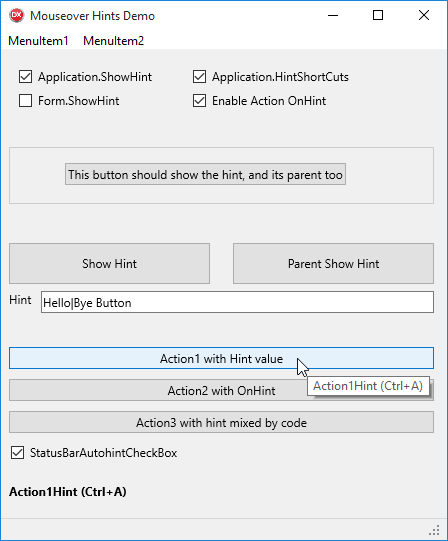 DX Mouseover Hints Demo
MenuItem1 MenuItem2
Application.ShowHint Application.HintShortCuts
Form.ShowHint Enable Action OnHint
This button should show the hint, and its parent too
Show Hint Parent Show Hint
Hint Hello|Bye Button
Action1 with Hint value
Action1Hint (Ctrl+A)
Action2 with OnHint
Action3 with hint mixed by code
StatusBarAutohintCheckBox
Action1Hint (Ctrl+A)